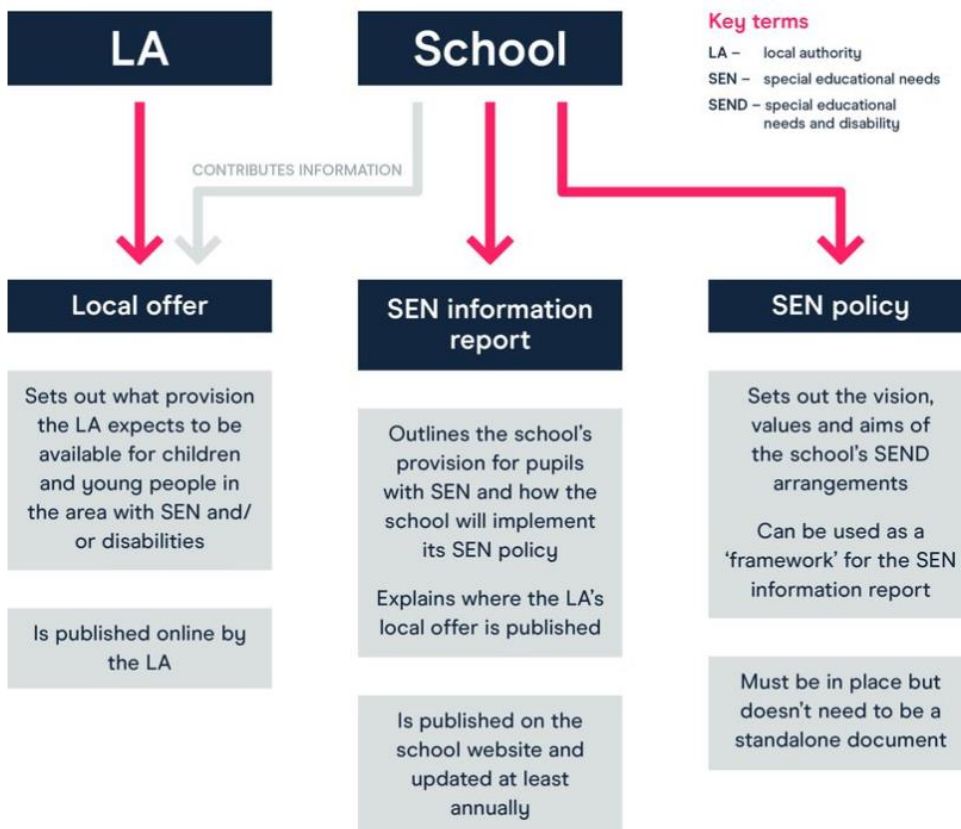 LA
School
Key terms
LA – local authority
SEN – special educational needs
SEND – special educational
needs and disability
CONTRIBUTES INFORMATION
Local offer
Sets out what provision
the LA expects to be
available for children
and young people in
the area with SEN and/
or disabilities
Is published online by
the LA
SEN information
report
Outlines the school's
provision for pupils
with SEN and how the
school will implement
its SEN policy
Explains where the LA's
local offer is published
Is published on the
school website and
updated at least
annually
SEN policy
Sets out the vision,
values and aims of
the school's SEND
arrangements
Can be used as a
‘framework’ for the SEN
information report
Must be in place but
doesn't need to be a
standalone document